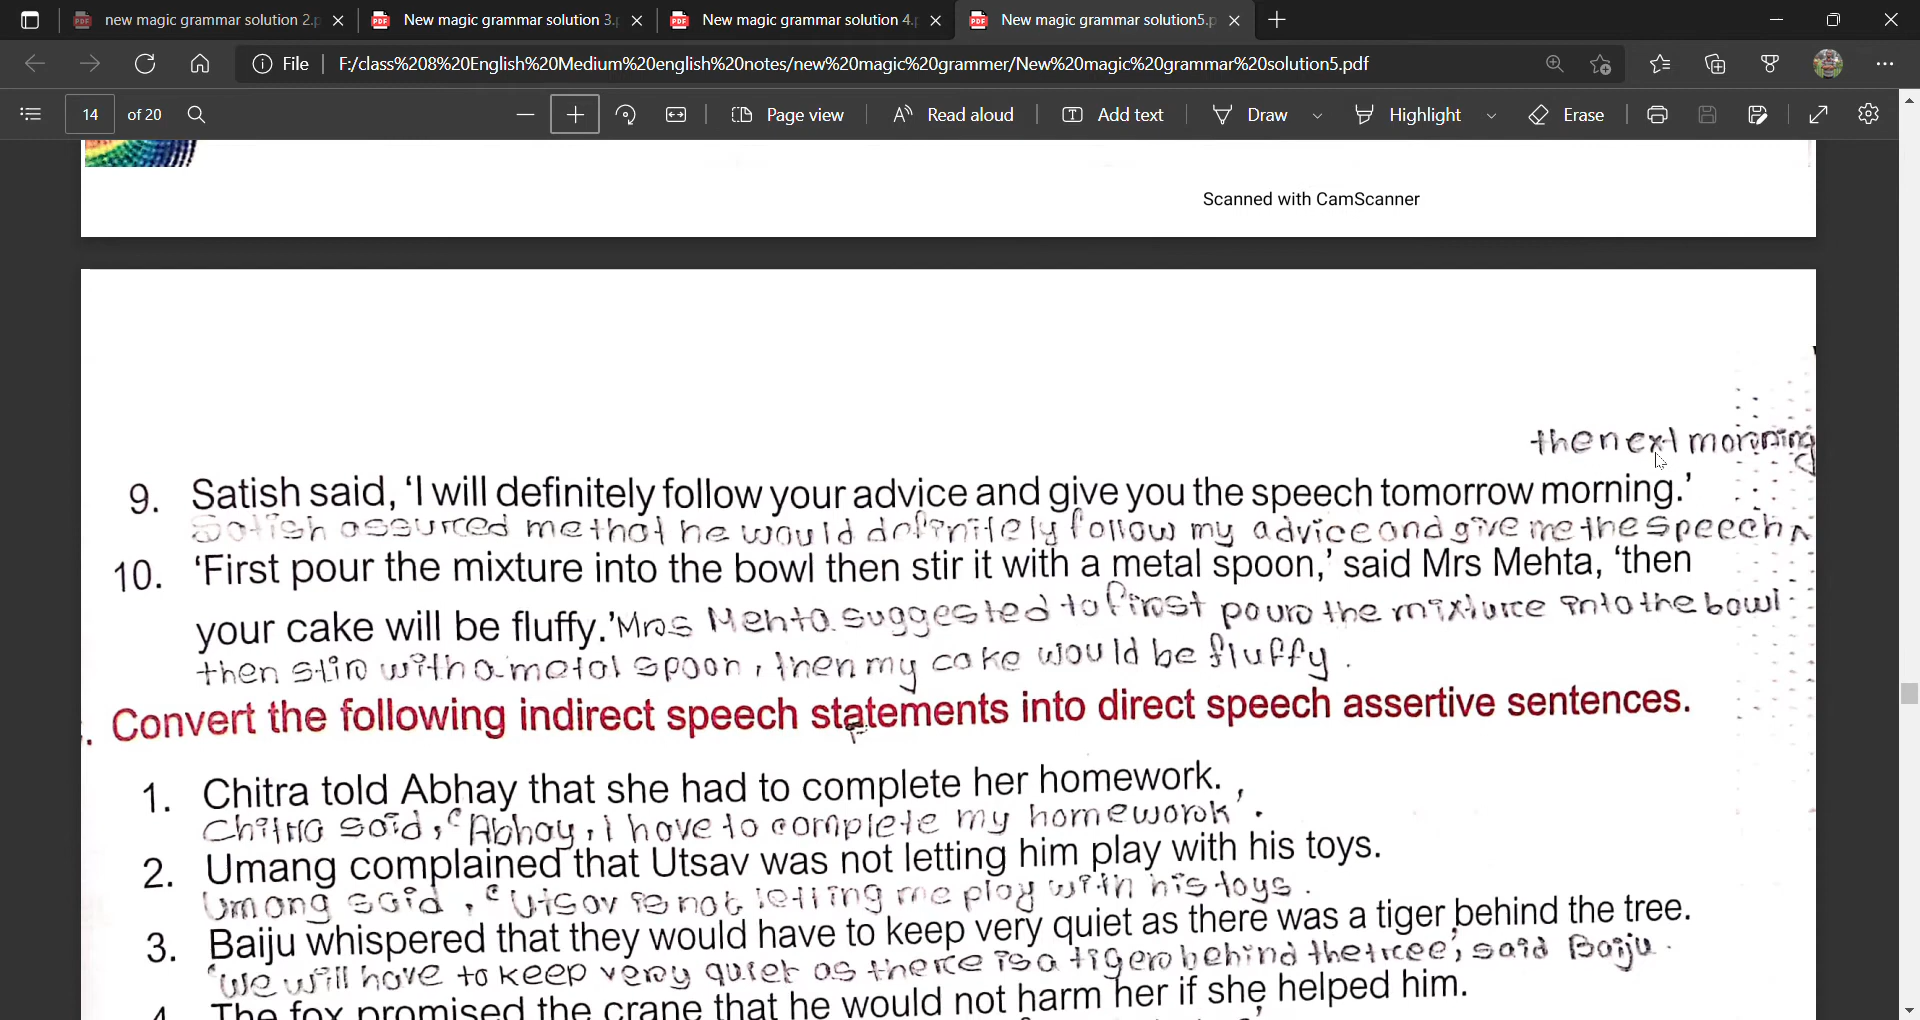 new magic grammar solution 2.p
New magic grammar solution 3.p
New magic grammar solution 4.p
New magic grammar solution5.p
File
F:/class%208%20English%20Medium%20english%20notes/new%20magic%20grammer/New%20magic%20grammar%20solution5.pdf
14 of 20
Page view
Read aloud
Add text
Draw
Highlight
Erase
Scanned with CamScanner
the next morning
9. Satish said, ‘I will definitely follow your advice and give you the speech tomorrow morning.’
Satish assured me that he would definitely follow my advice and give me the speech
10. ‘First pour the mixture into the bowl then stir it with a metal spoon,’ said Mrs Mehta, ‘then
your cake will be fluffy.’ Mrs Mehta suggested to first pour the mixture into the bowl
then stir with a metal spoon, then my cake would be fluffy.
. Convert the following indirect speech statements into direct speech assertive sentences.
1. Chitra told Abhay that she had to complete her homework.
Chitra said, ‘Abhay, I have to complete my homework’.
2. Umang complained that Utsav was not letting him play with his toys.
Umang said, ‘Utsav is not letting me play with his toys.
3. Baiju whispered that they would have to keep very quiet as there was a tiger behind the tree.
‘We will have to keep very quiet as there is a tiger behind the tree’, said Baiju.
4. The fox promised the crane that he would not harm her if she helped him.